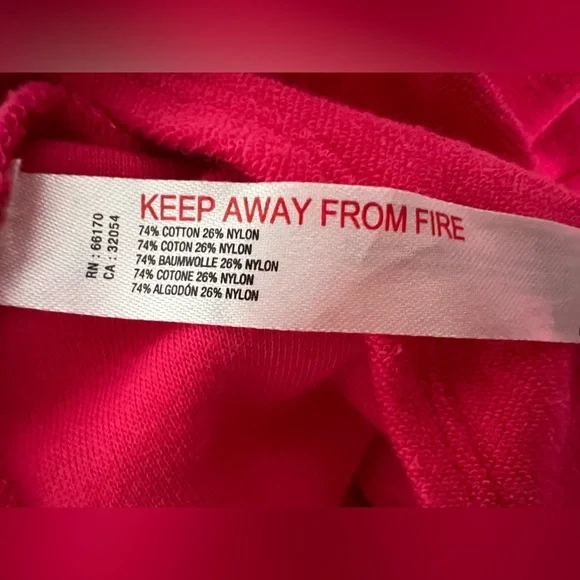 KEEP AWAY FROM FIRE
74% COTTON 26% NYLON
74% COTON 26% NYLON
74% BAUMWOLLE 26% NYLON
74% COTONE 26% NYLON
74% ALGODÓN 26% NYLON
RN : 66170
CA : 32054